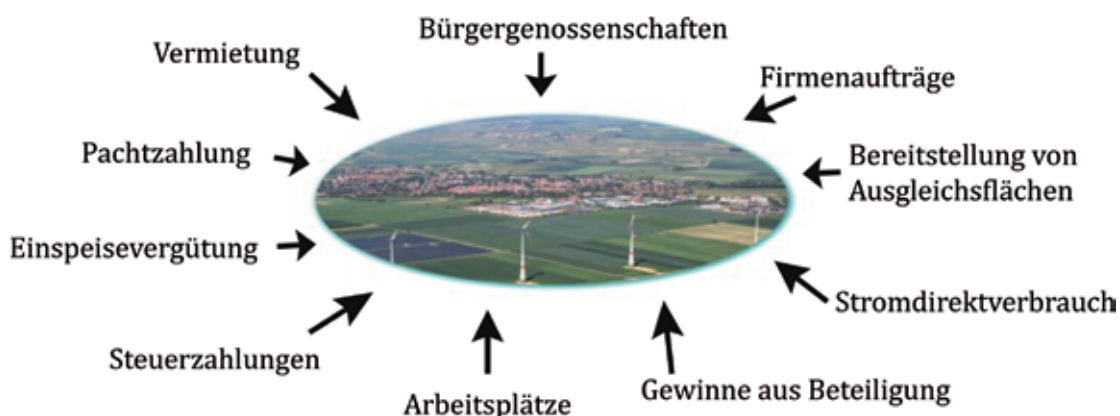 Bürgergenossenschaften
Vermietung
Firmenaufträge
Pachtzahlung
Bereitstellung von
Ausgleichsflächen
Einspeisevergütung
Stromdirektverbrauch
Steuerzahlungen
Gewinne aus Beteiligung
Arbeitsplätze